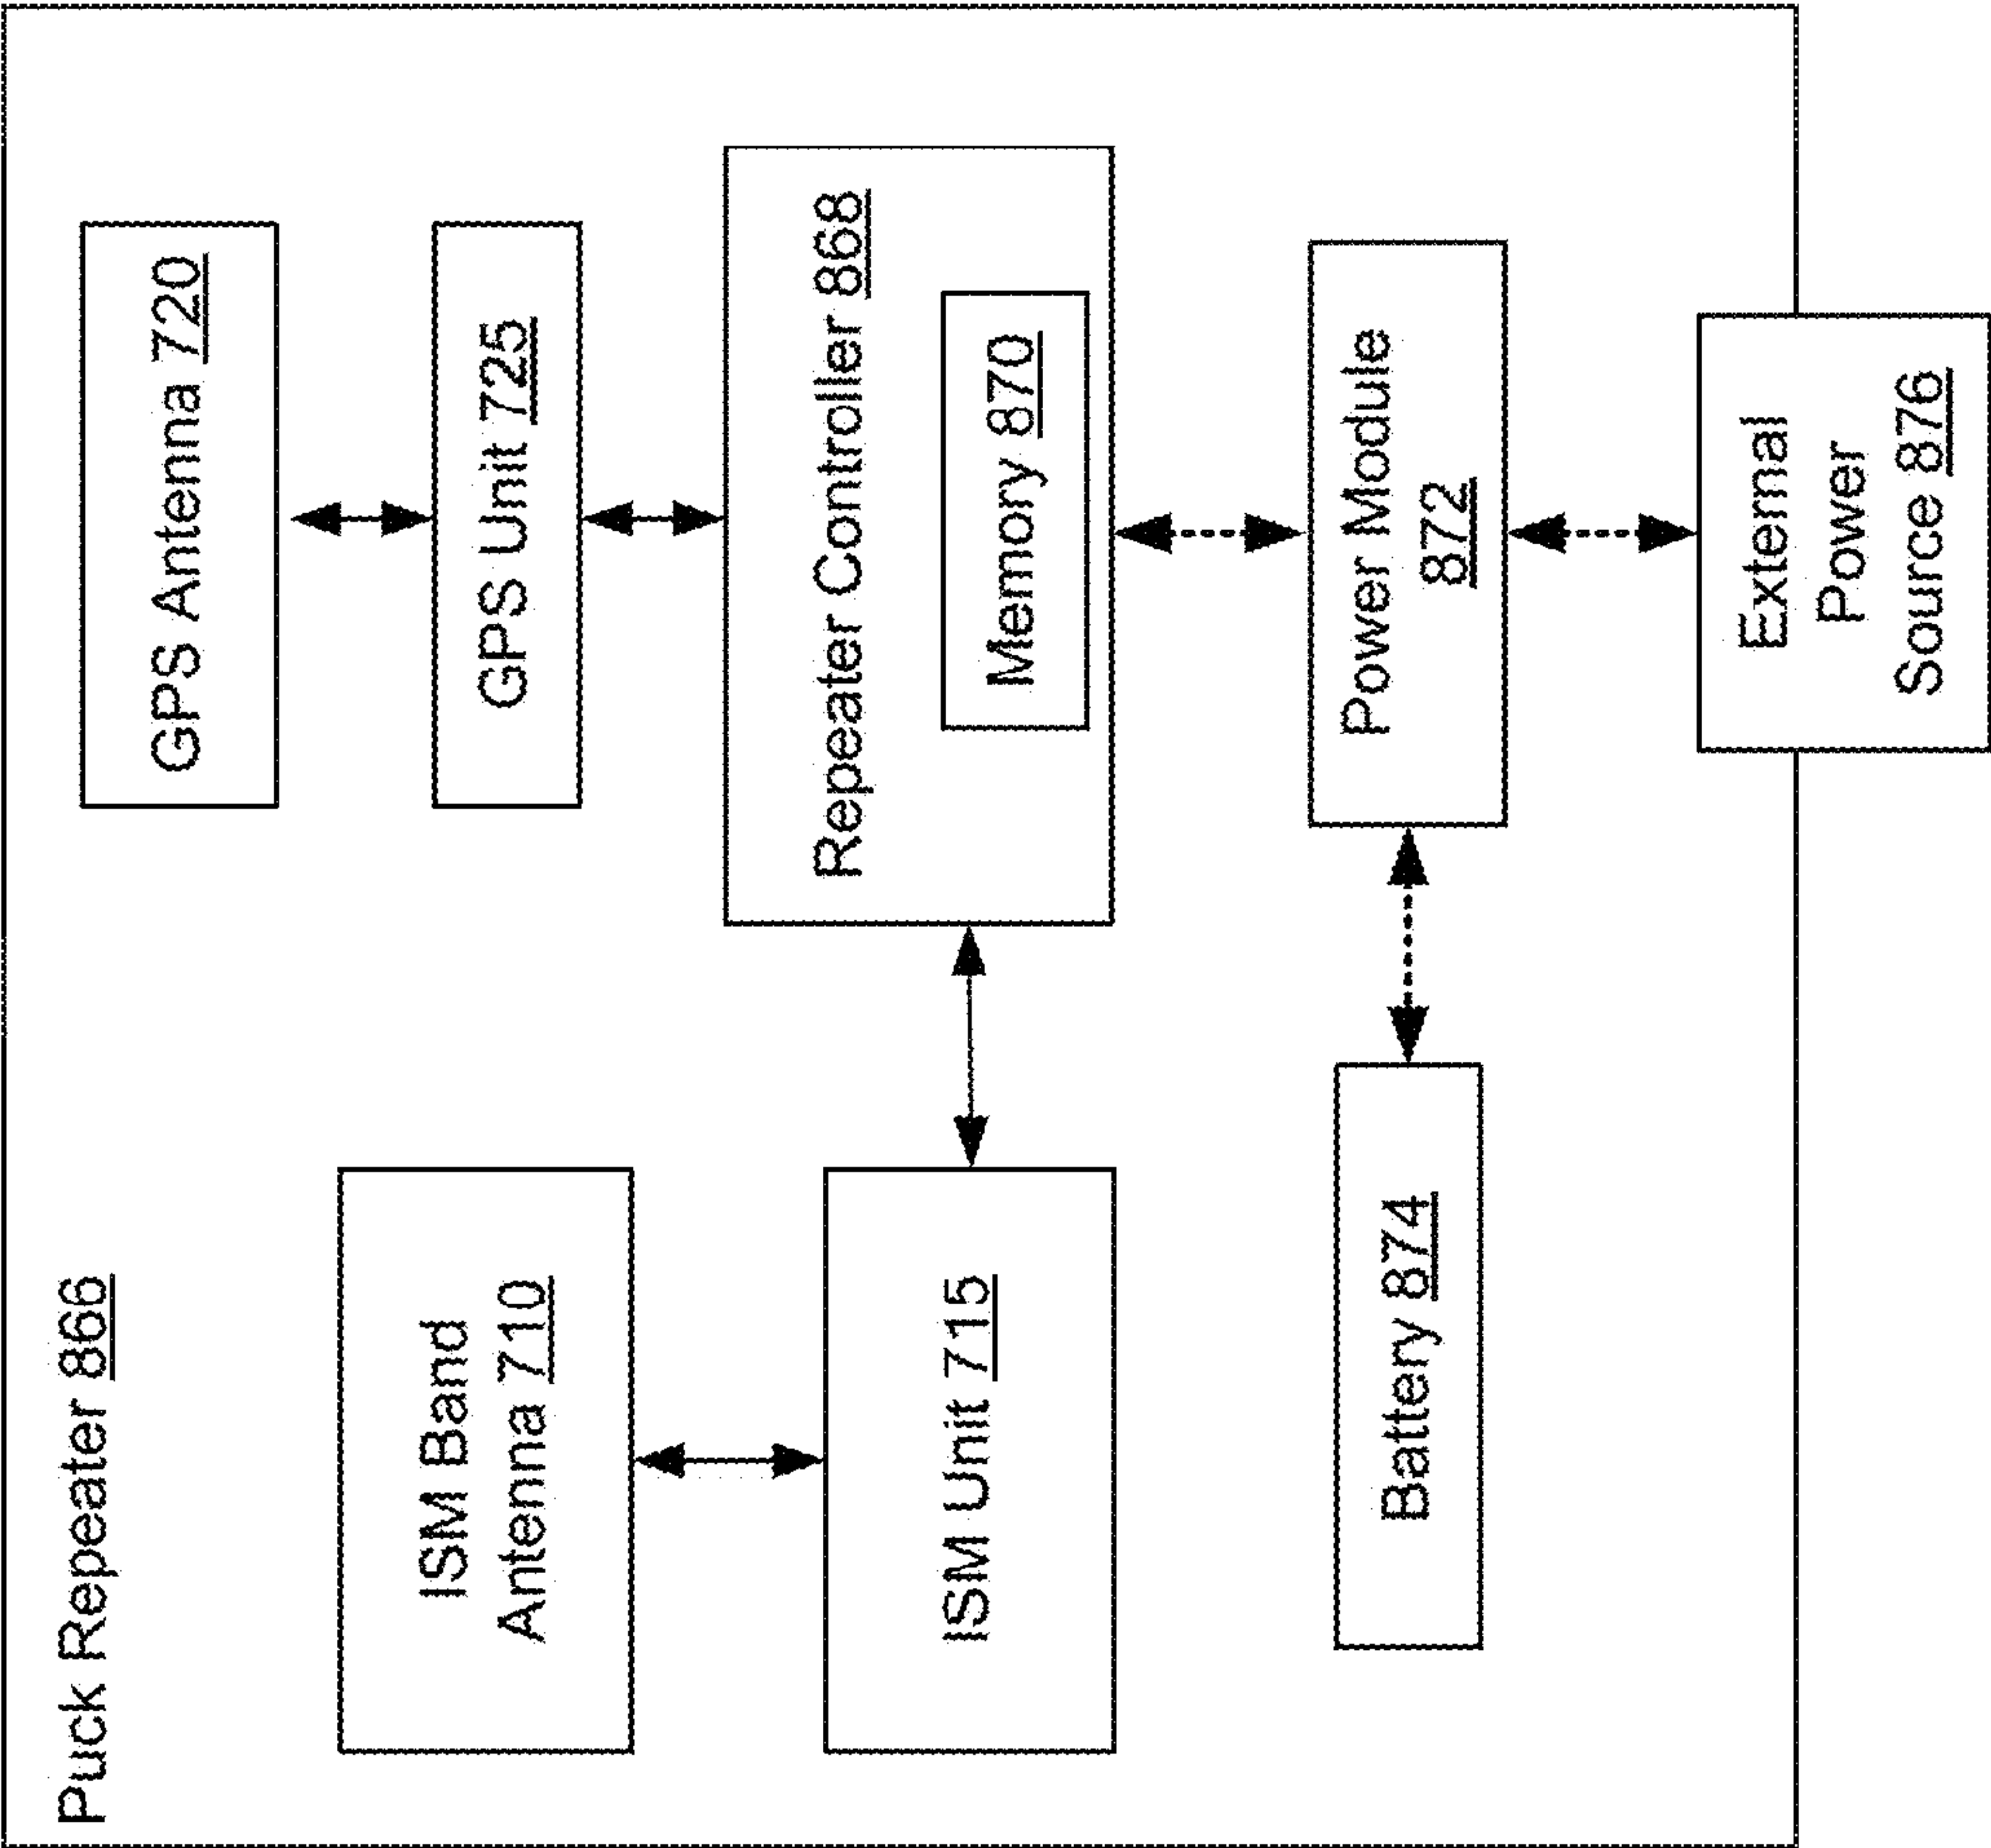 Puck Repeater 866
ISM Band
Antenna 710
GPS Antenna 720
GPS Unit 725
ISM Unit 715
Repeater Controller 868
Memory 870
Battery 874
Power Module
872
External
Power
Source 876